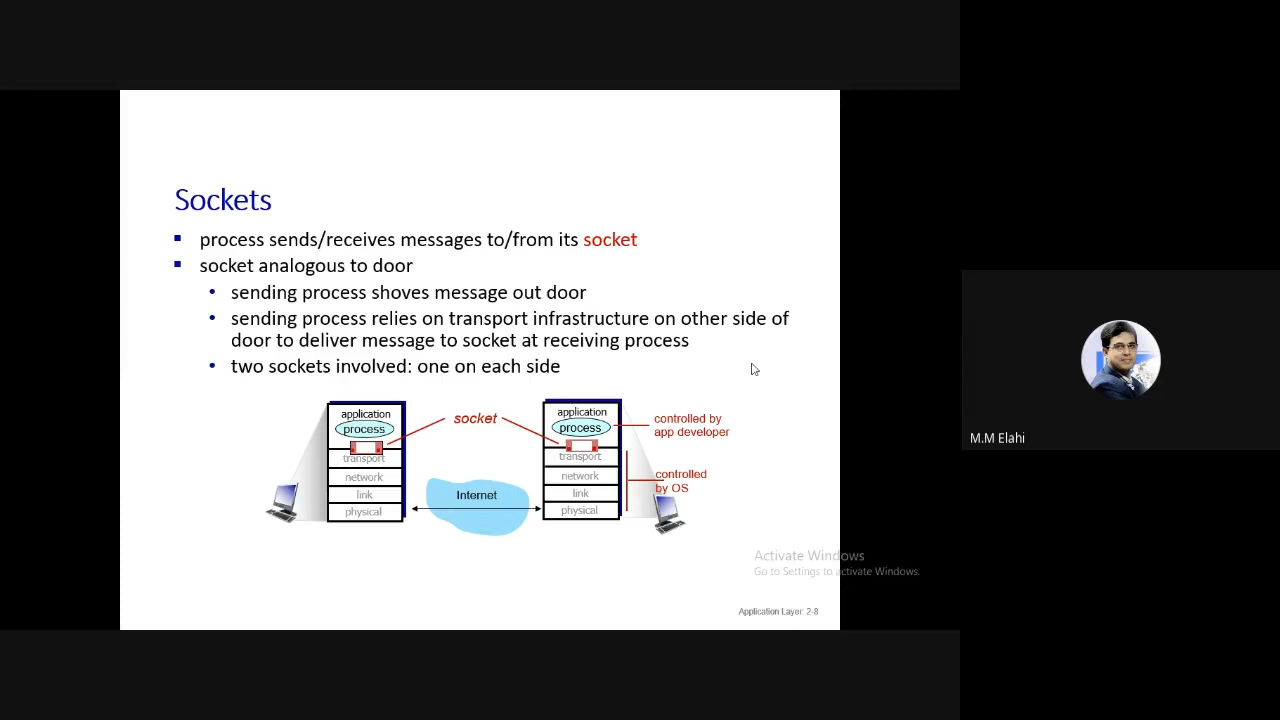 Sockets
process sends/receives messages to/from its socket
socket analogous to door
sending process shoves message out door
sending process relies on transport infrastructure on other side of
door to deliver message to socket at receiving process
two sockets involved: one on each side
application
process
transport
network
link
physical
socket
Internet
application
process
transport
network
link
physical
controlled by
app developer
controlled
by OS
M.M Elahi
Activate Windows
Go to Settings to activate Windows.
Application Layer: 2-8